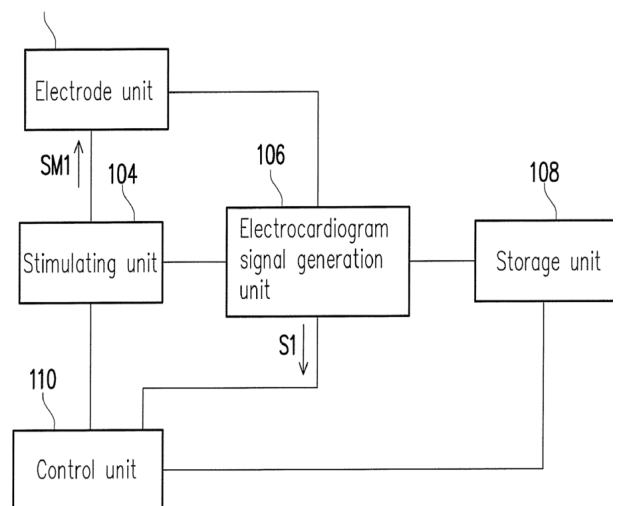 Electrode unit
SM1
104
106
108
Stimulating unit
Electrocardiogram
signal generation
unit
Storage unit
S1
110
Control unit